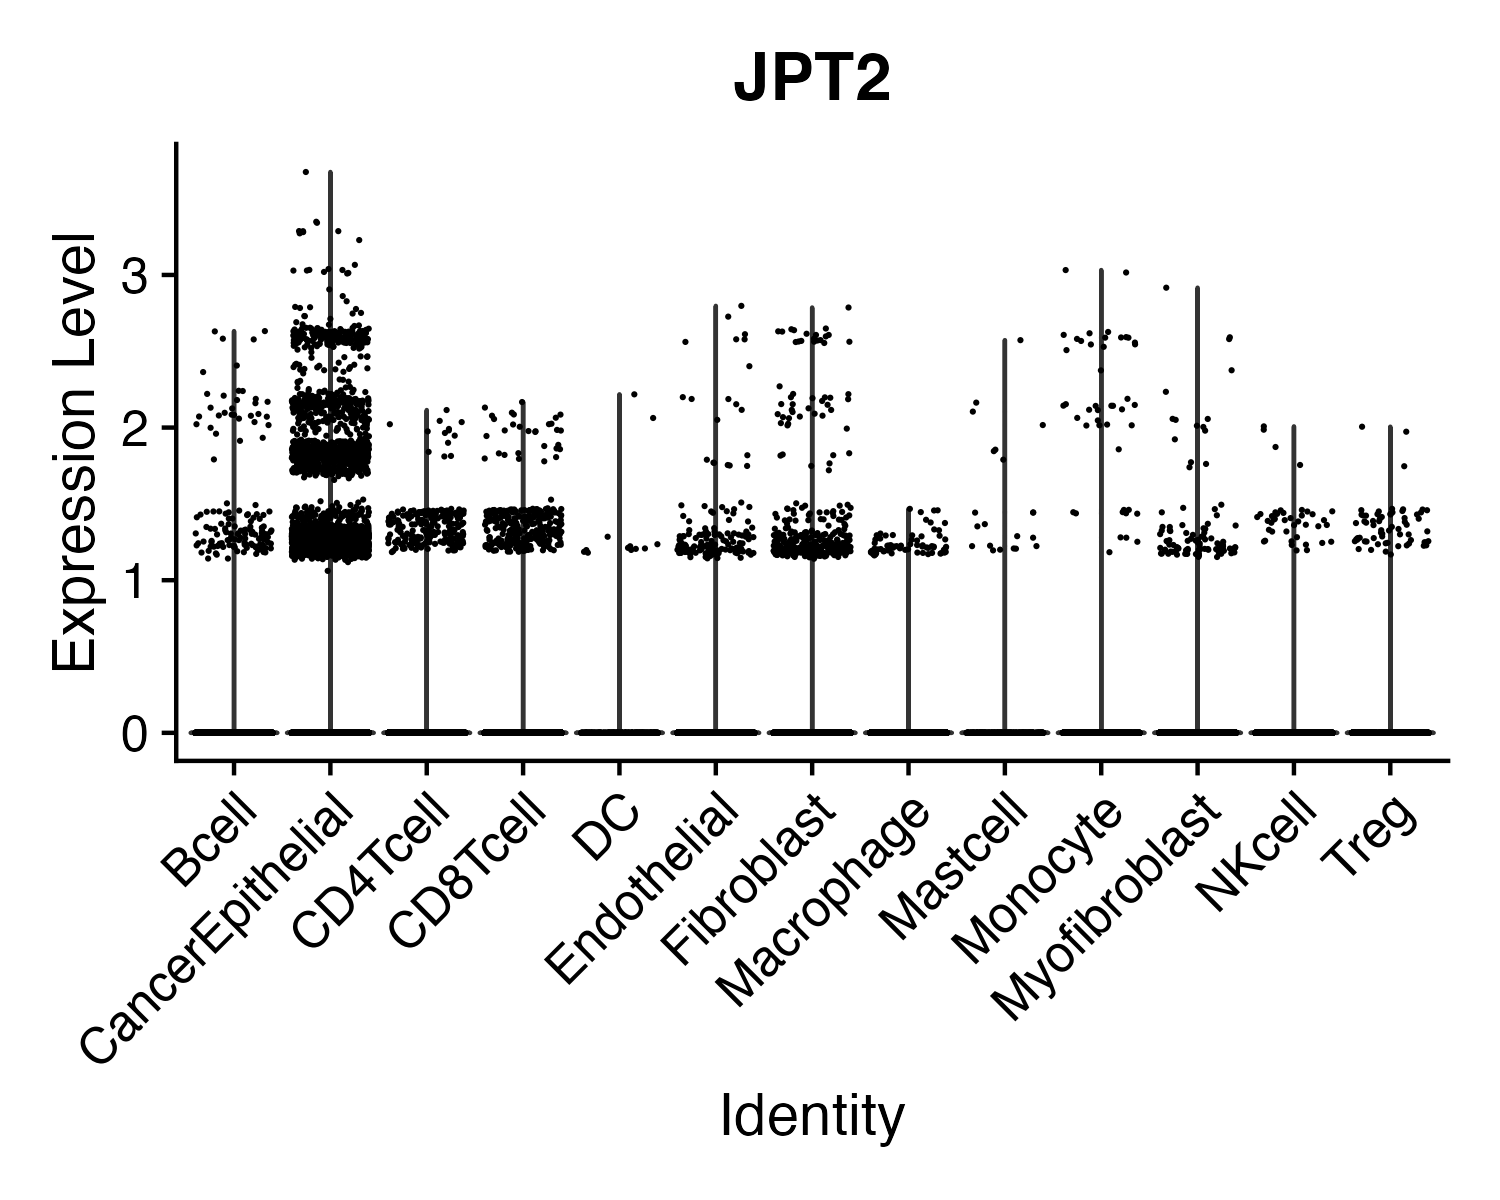 JPT2
Expression Level
3
2
1
0
Bcell
CancerEpithelial
CD4Tcell
CD8Tcell
DC
Endothelial
Fibroblast
Macrophage
Mastcell
Monocyte
Myofibroblast
NKcell
Treg
Identity